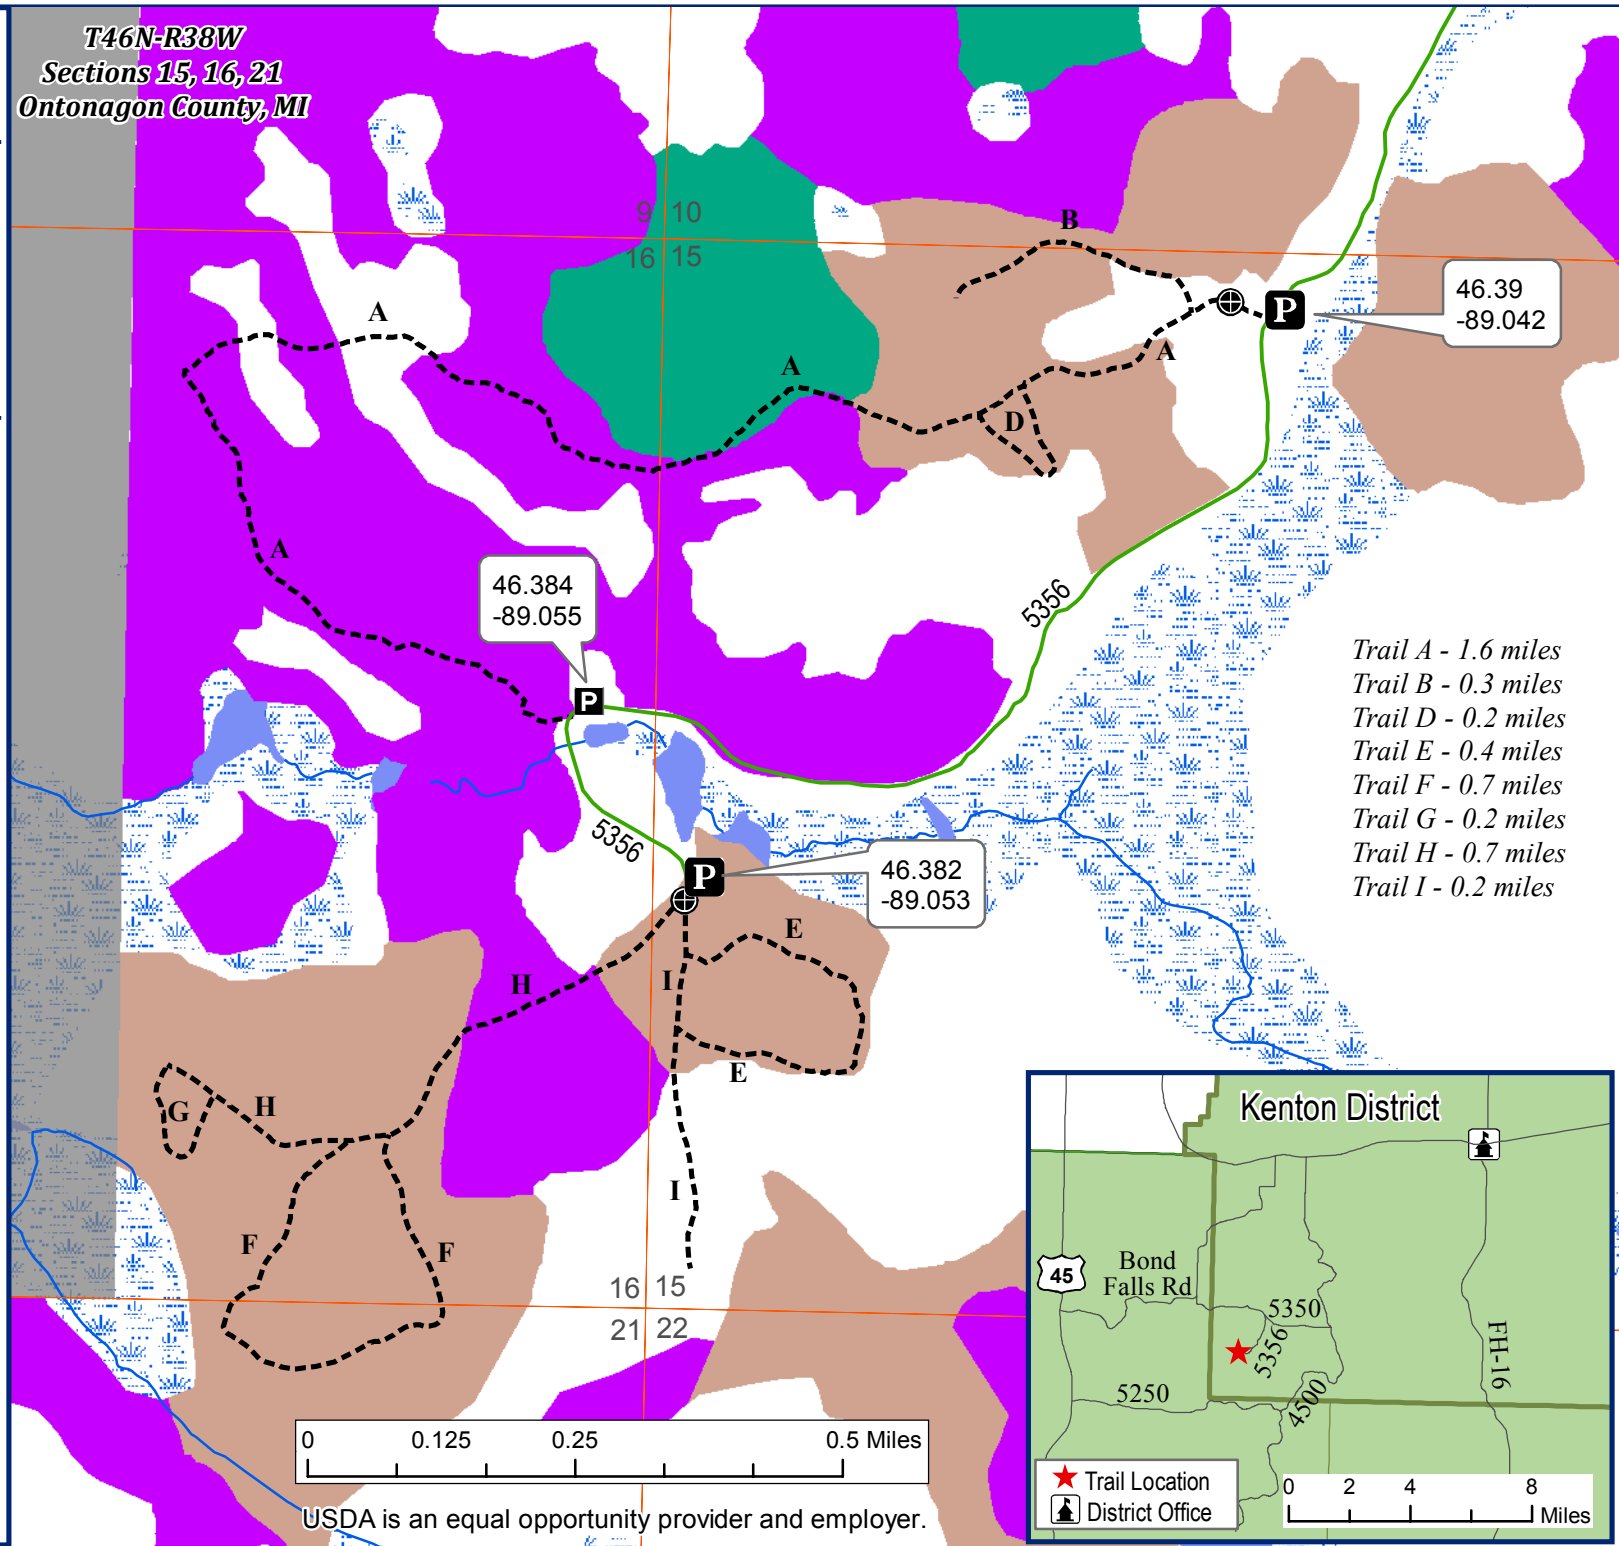 T46N-R38W
Sections 15, 16, 21
Ontonagon County, MI
9 10
16 15
B
A
A
A
D
A
P
46.39
-89.042
46.384
-89.055
P
5356
Trail A - 1.6 miles
Trail B - 0.3 miles
Trail D - 0.2 miles
Trail E - 0.4 miles
Trail F - 0.7 miles
Trail G - 0.2 miles
Trail H - 0.7 miles
Trail I - 0.2 miles
5356
P
46.382
-89.053
E
H
I
E
G
H
I
F
F
16 15
21 22
0 0.125 0.25 0.5 Miles
USDA is an equal opportunity provider and employer.
Kenton District
45
Bond
Falls Rd
5350
5356
FH-16
5250
4500
Trail Location
District Office
0 2 4 8
Miles